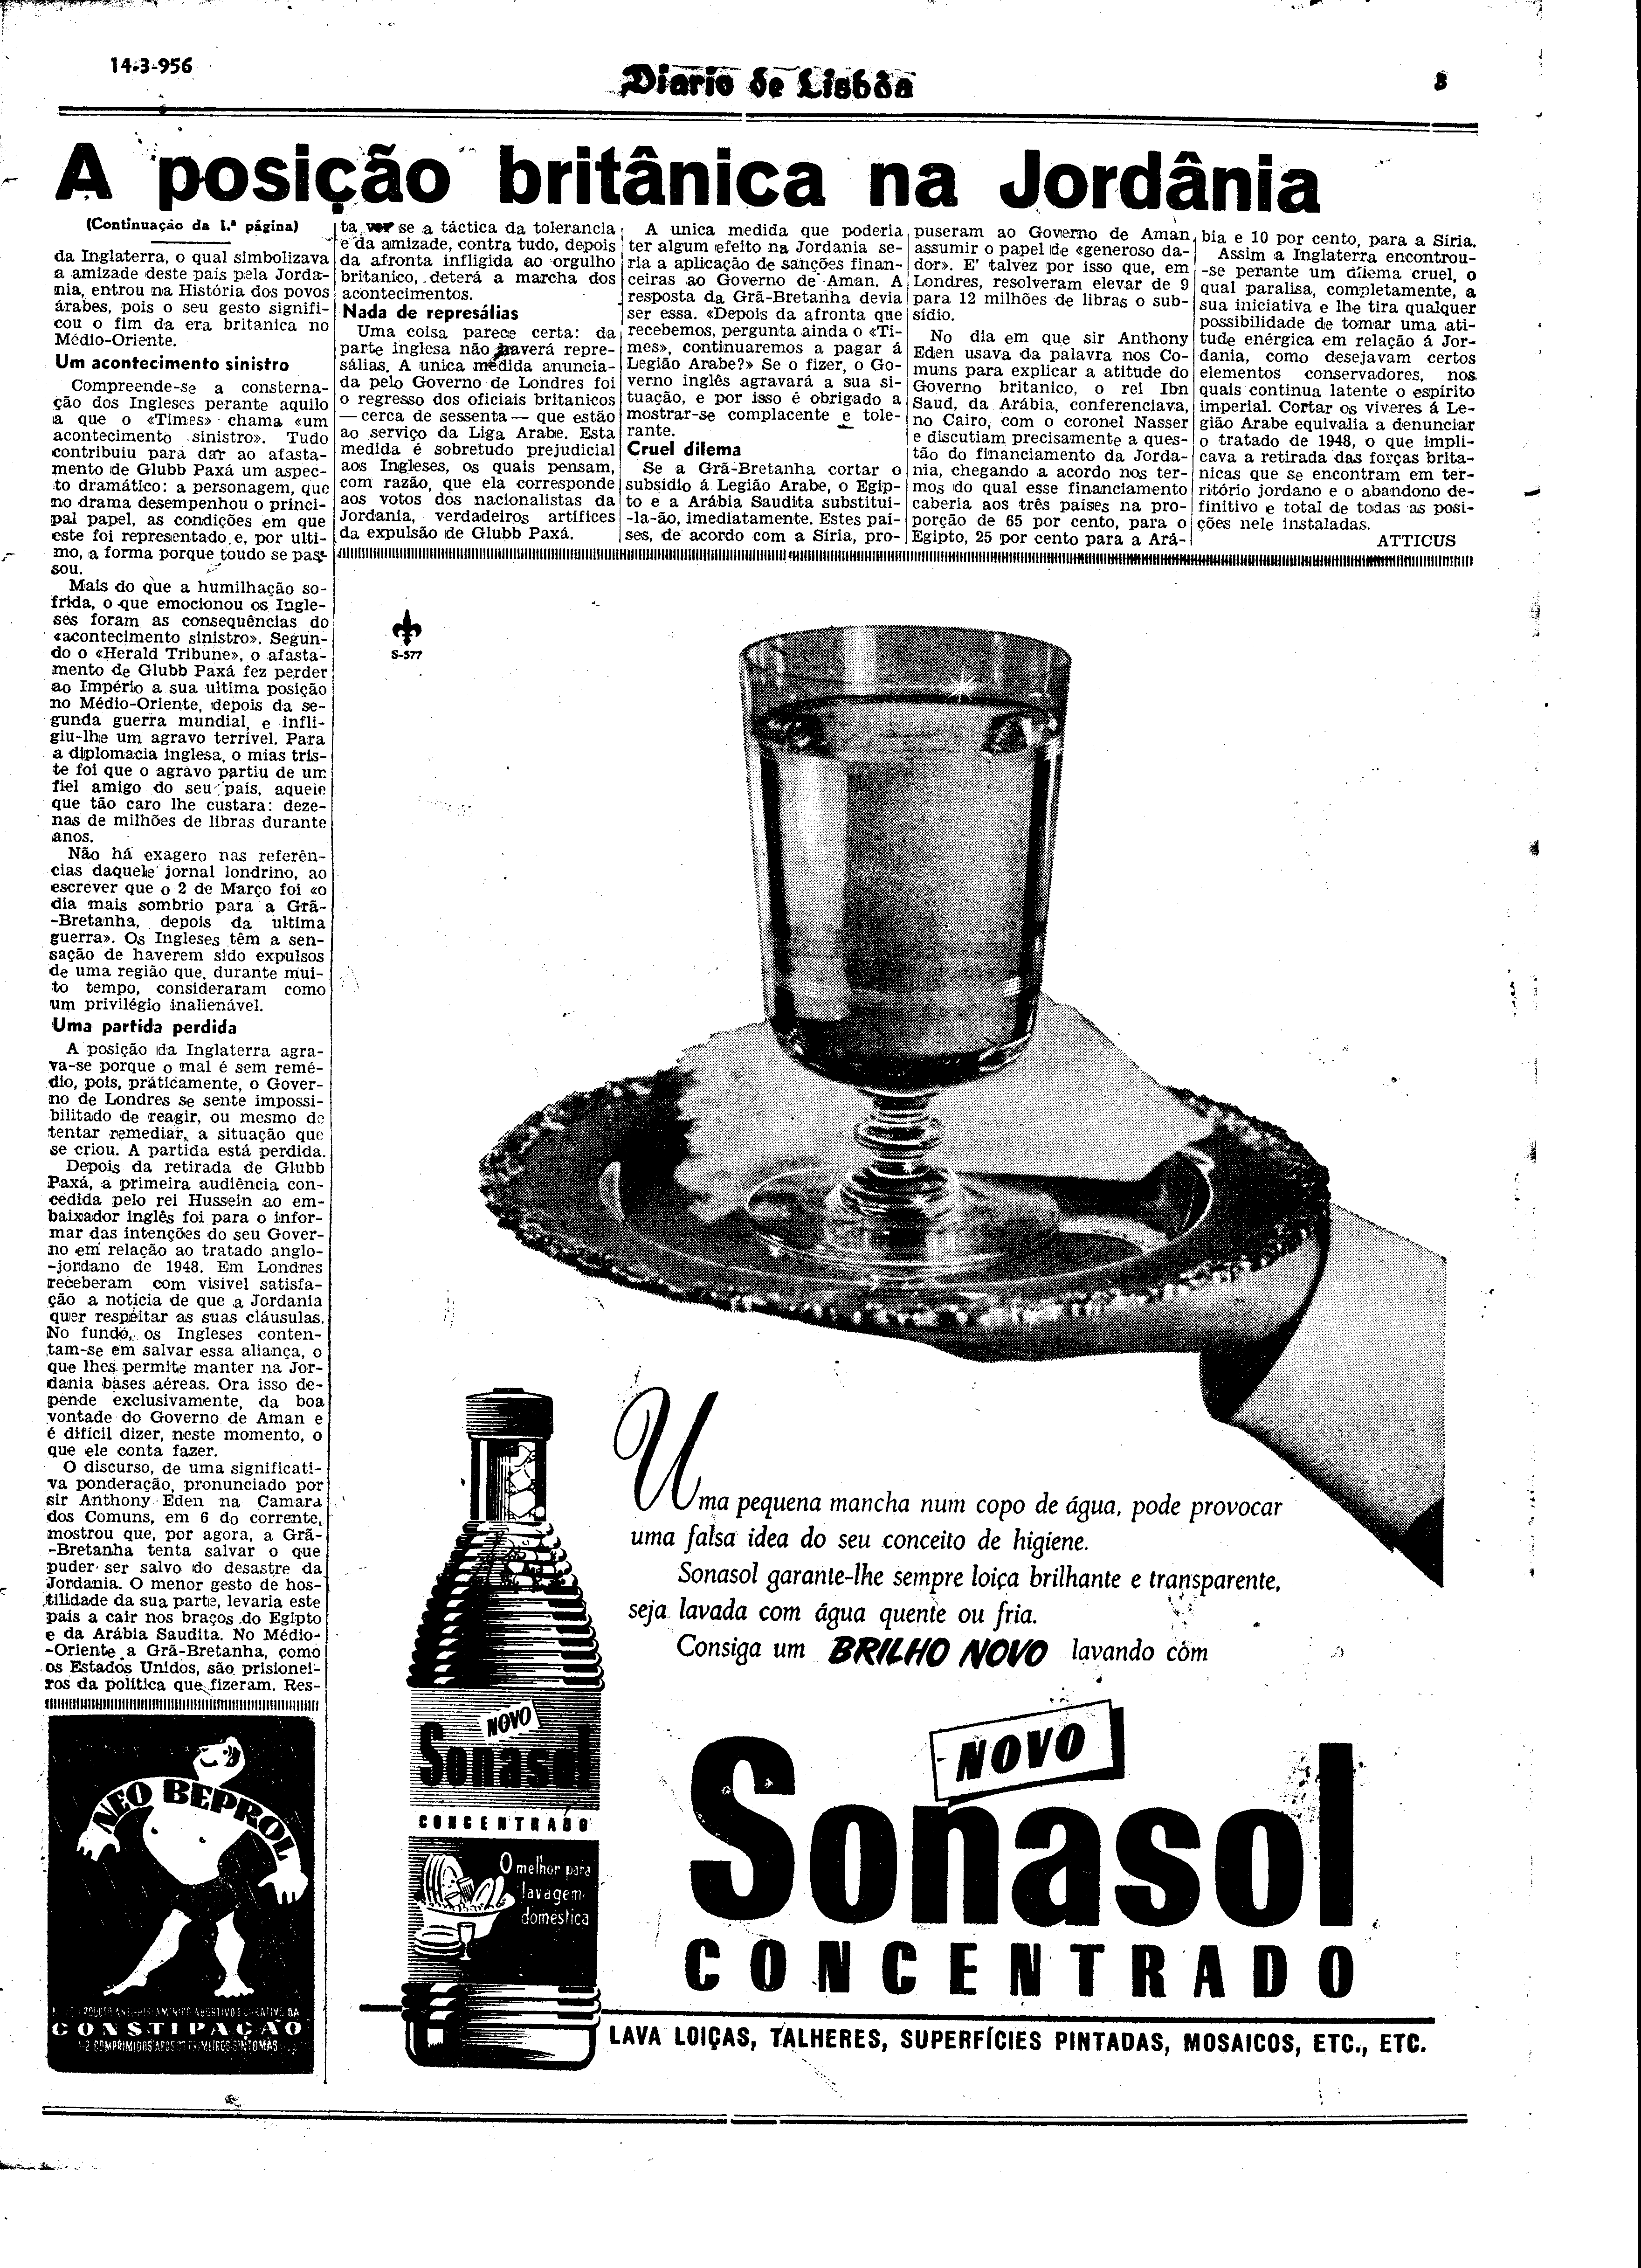 14-3-956
Diario de Lisbôa
A posição britânica na Jordânia
(Continuação da 1.ª página)
da Inglaterra, o qual simbolizava
a amizade deste país pela Jorda-
nia, entrou na História dos povos
árabes, pois o seu gesto signifi-
cou o fim da era britanica no
Médio-Oriente.
Um acontecimento sinistro
Compreende-se a consterna-
ção dos Ingleses perante aquilo
a que o «Times» chama «um
acontecimento sinistro». Tudo
contribuiu para dar ao afasta-
mento de Glubb Paxá um aspec-
to dramático: a personagem, que
no drama desempenhou o princi-
pal papel, as condições em que
este foi representado e, por ulti-
mo, a forma porque toudo se pas-
sou.
Mais do que a humilhação so-
frida, o que emocionou os Ingle-
ses foram as consequências do
«acontecimento sinistro». Segun-
do o «Herald Tribune», o afasta-
mento de Glubb Paxá fez perder
ao Império a sua ultima posição
no Médio-Oriente, depois da se-
gunda guerra mundial, e infli-
giu-lhe um agravo terrível. Para
a diplomacia inglesa, o mias tris-
te foi que o agravo partiu de um
fiel amigo do seu país, aquele
que tão caro lhe custara: deze-
nas de milhões de libras durante
anos.
Não há exagero nas referên-
cias daquele jornal londrino, ao
escrever que o 2 de Março foi «o
dia mais sombrio para a Grã-
-Bretanha, depois da ultima
guerra». Os Ingleses têm a sen-
sação de haverem sido expulsos
de uma região que, durante mui-
to tempo, consideraram como
um privilégio inalienável.
Uma partida perdida
A posição da Inglaterra agra-
va-se porque o mal é sem remé-
dio, pois, práticamente, o Gover-
no de Londres se sente impossi-
bilitado de reagir, ou mesmo de
tentar remediar, a situação que
se criou. A partida está perdida.
Depois da retirada de Glubb
Paxá, a primeira audiência con-
cedida pelo rei Hussein ao em-
baixador inglês foi para o infor-
mar das intenções do seu Gover-
no em relação ao tratado anglo-
-jordano de 1948. Em Londres
receberam com visível satisfa-
ção a notícia de que a Jordania
quer respeitar as suas cláusulas.
No fundo, os Ingleses conten-
tam-se em salvar essa aliança, o
que lhes permite manter na Jor-
dania bases aéreas. Ora isso de-
pende exclusivamente, da boa
vontade do Governo de Aman e
é difícil dizer, neste momento, o
que ele conta fazer.
O discurso, de uma significati-
va ponderação, pronunciado por
sir Anthony Eden na Camara
dos Comuns, em 6 do corrente,
mostrou que, por agora, a Grã-
-Bretanha tenta salvar o que
puder ser salvo do desastre da
Jordania. O menor gesto de hos-
tilidade da sua parte, levaria este
país a cair nos braços do Egipto
e da Arábia Saudita. No Médio-
-Oriente a Grã-Bretanha, como
os Estados Unidos, são prisionei-
ros da política que fizeram. Res-
ta ver se a táctica da tolerancia
e da amizade, contra tudo, depois
da afronta infligida ao orgulho
britanico, deterá a marcha dos
acontecimentos.
Nada de represálias
Uma coisa parece certa: da
parte inglesa não haverá repre-
sálias. A unica medida anuncia-
da pelo Governo de Londres foi
o regresso dos oficiais britanicos
— cerca de sessenta — que estão
ao serviço da Liga Arabe. Esta
medida é sobretudo prejudicial
aos Ingleses, os quais pensam,
com razão, que ela corresponde
aos votos dos nacionalistas da
Jordania, verdadeiros artífices
da expulsão de Glubb Paxá.
A unica medida que poderia
ter algum efeito na Jordania se-
ria a aplicação de sanções finan-
ceiras ao Governo de Aman. A
resposta da Grã-Bretanha devia
ser essa. «Depois da afronta que
recebemos, pergunta ainda o «Ti-
mes», continuaremos a pagar á
Legião Arabe?» Se o fizer, o Go-
verno inglês agravará a sua si-
tuação, e por isso é obrigado a
mostrar-se complacente e tole-
rante.
Cruel dilema
Se a Grã-Bretanha cortar o
subsídio á Legião Arabe, o Egip-
to e a Arábia Saudita substitui-
-la-ão, imediatamente. Estes paí-
ses, de acordo com a Síria, pro-
puseram ao Governo de Aman
assumir o papel de «generoso da-
dor». E' talvez por isso que, em
Londres, resolveram elevar de 9
para 12 milhões de libras o sub-
sídio.
No dia em que sir Anthony
Eden usava da palavra nos Co-
muns para explicar a atitude do
Governo britanico, o rei Ibn
Saud, da Arábia, conferenciava,
no Cairo, com o coronel Nasser
e discutiam precisamente a ques-
tão do financiamento da Jorda-
nia, chegando a acordo nos ter-
mos do qual esse financiamento
caberia aos três países na pro-
porção de 65 por cento, para o
Egipto, 25 por cento para a Ará-
bia e 10 por cento, para a Síria.
Assim a Inglaterra encontrou-
-se perante um dilema cruel, o
qual paralisa, completamente, a
sua iniciativa e lhe tira qualquer
possibilidade de tomar uma ati-
tude enérgica em relação á Jor-
dania, como desejavam certos
elementos conservadores, nos
quais continua latente o espírito
imperial. Cortar os víveres á Le-
gião Arabe equivalia a denunciar
o tratado de 1948, o que impli-
cava a retirada das forças brita-
nicas que se encontram em ter-
ritório jordano e o abandono de-
finitivo e total de todas as posi-
ções nele instaladas.
ATTICUS
S-577
Uma pequena mancha num copo de água, pode provocar
uma falsa idea do seu conceito de higiene.
Sonasol garante-lhe sempre loiça brilhante e transparente,
seja lavada com água quente ou fria.
Consiga um BRILHO NOVO lavando com
NOVO
Sonasol
CONCENTRADO
LAVA LOIÇAS, TALHERES, SUPERFÍCIES PINTADAS, MOSAICOS, ETC., ETC.
NOVO
Sonasol
CONCENTRADO
O melhor para
lavagem
doméstica
NEO BEPROL
CONSTIPAÇÃO
1-2 COMPRIMIDOS AOS PRIMEIROS SINTOMAS